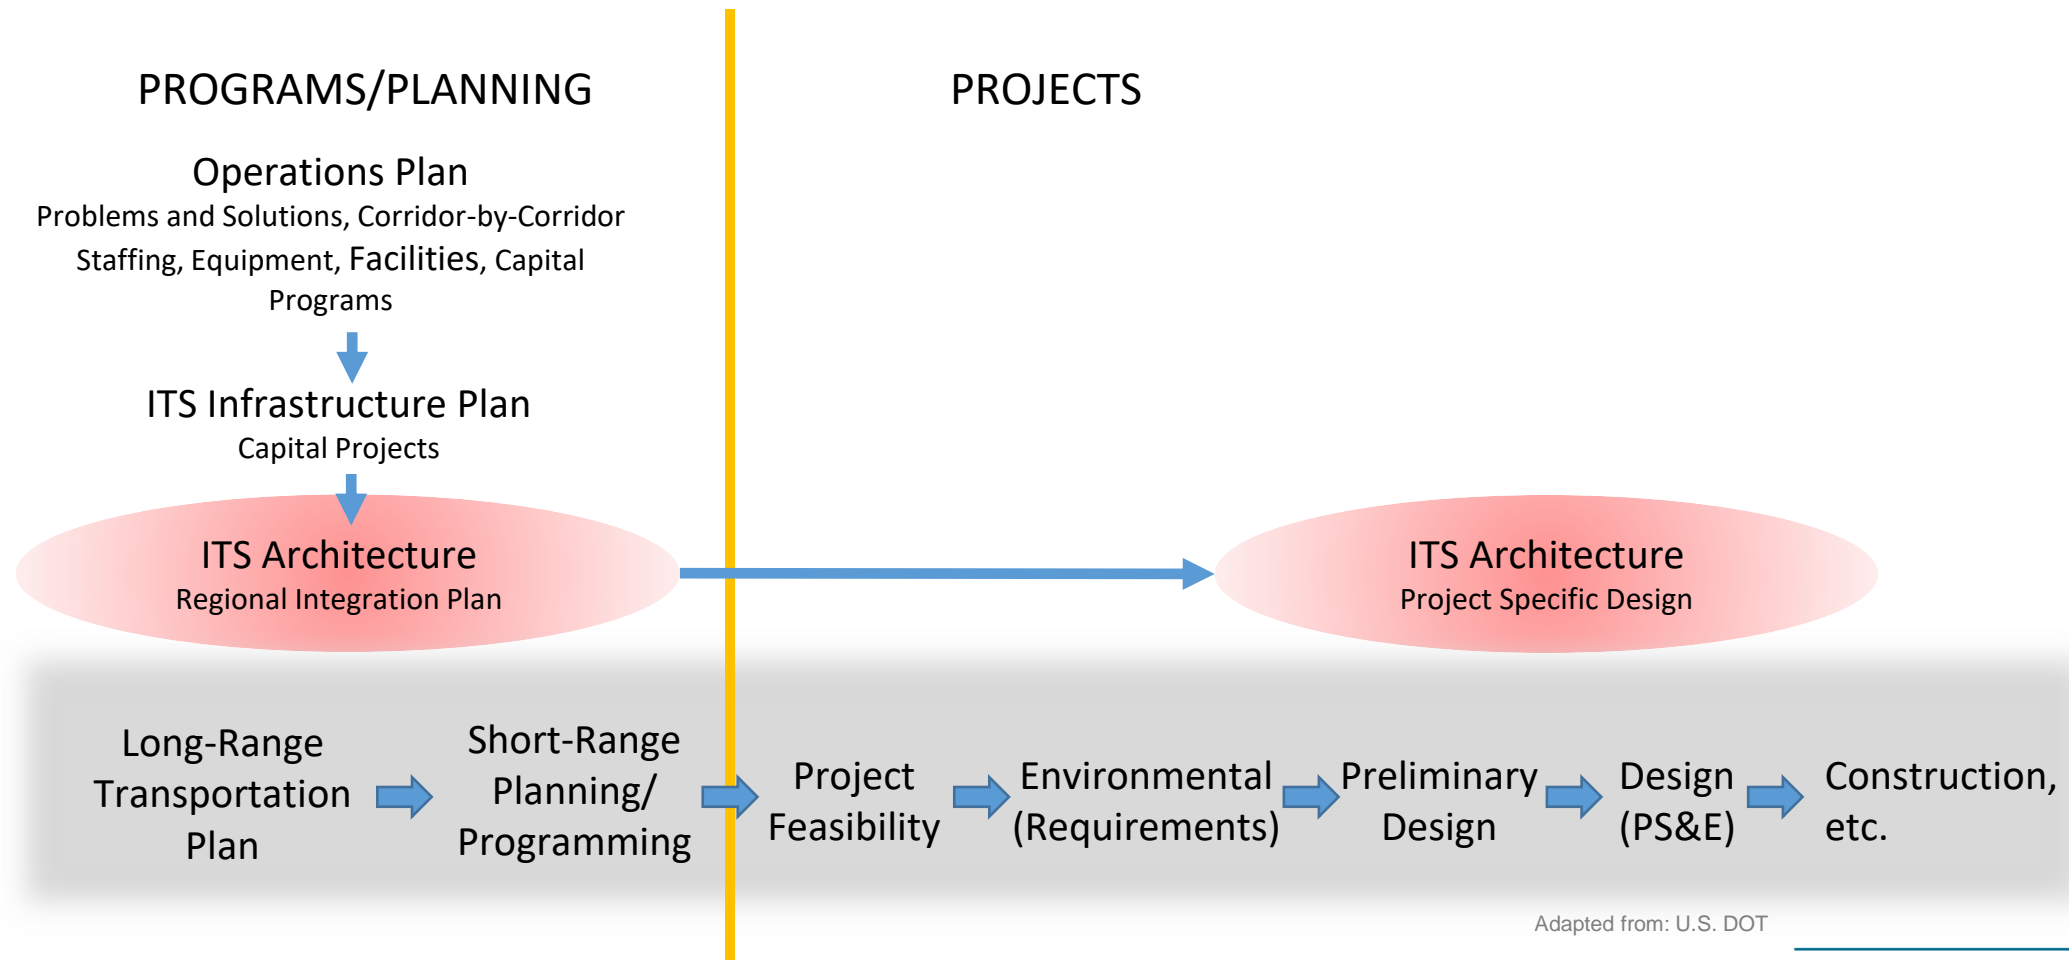 PROGRAMS/PLANNING
PROJECTS
Operations Plan
Problems and Solutions, Corridor-by-Corridor
Staffing, Equipment, Facilities, Capital
Programs
ITS Infrastructure Plan
Capital Projects
ITS Architecture
Regional Integration Plan
ITS Architecture
Project Specific Design
Long-Range
Transportation
Plan
Short-Range
Planning/
Programming
Project
Feasibility
Environmental
(Requirements)
Preliminary
Design
Design
(PS&E)
Construction,
etc.
Adapted from: U.S. DOT